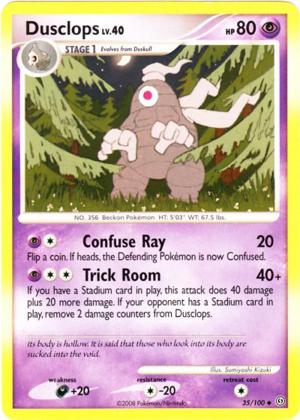 Dusclops LV.40 HP 80
STAGE 1 Evolves from Duskull
NO. 356 Beckon Pokémon HT: 5'03" WT: 67.5 lbs.
Confuse Ray 20
Flip a coin. If heads, the Defending Pokémon is now Confused.
Trick Room 40+
If you have a Stadium card in play, this attack does 40 damage
plus 20 more damage. If your opponent has a Stadium card in
play, remove 2 damage counters from Dusclops.
its body is hollow. It is said that those who look into its body are
sucked into the void.
Illus. Sumiyoshi Kizuki
weakness resistance retreat cost
+20 -20
©2008 Pokémon/Nintendo 35/100